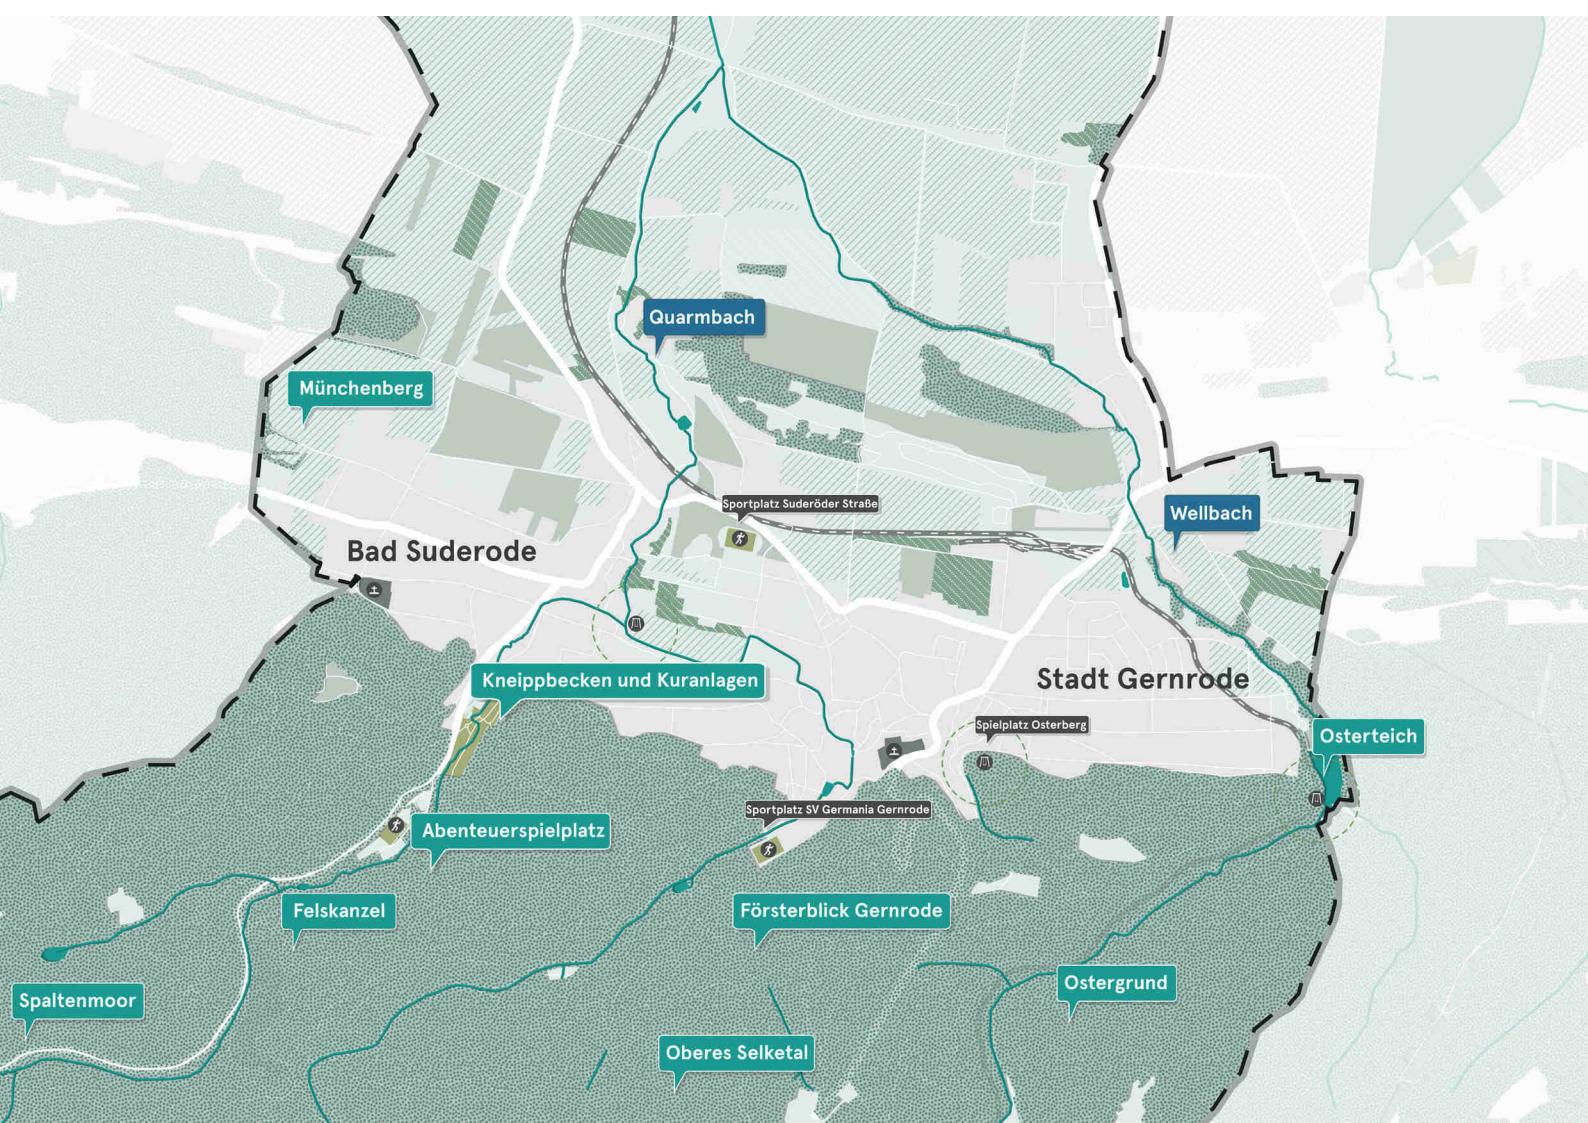 Quarmbach
Münchenberg
Sportplatz Suderöder Straße
Wellbach
Bad Suderode
Kneippbecken und Kuranlagen
Stadt Gernrode
Spielplatz Osterberg
Osterteich
Sportplatz SV Germania Gernrode
Abenteuerspielplatz
Felskanzel
Försterblick Gernrode
Ostergrund
Spaltenmoor
Oberes Selketal